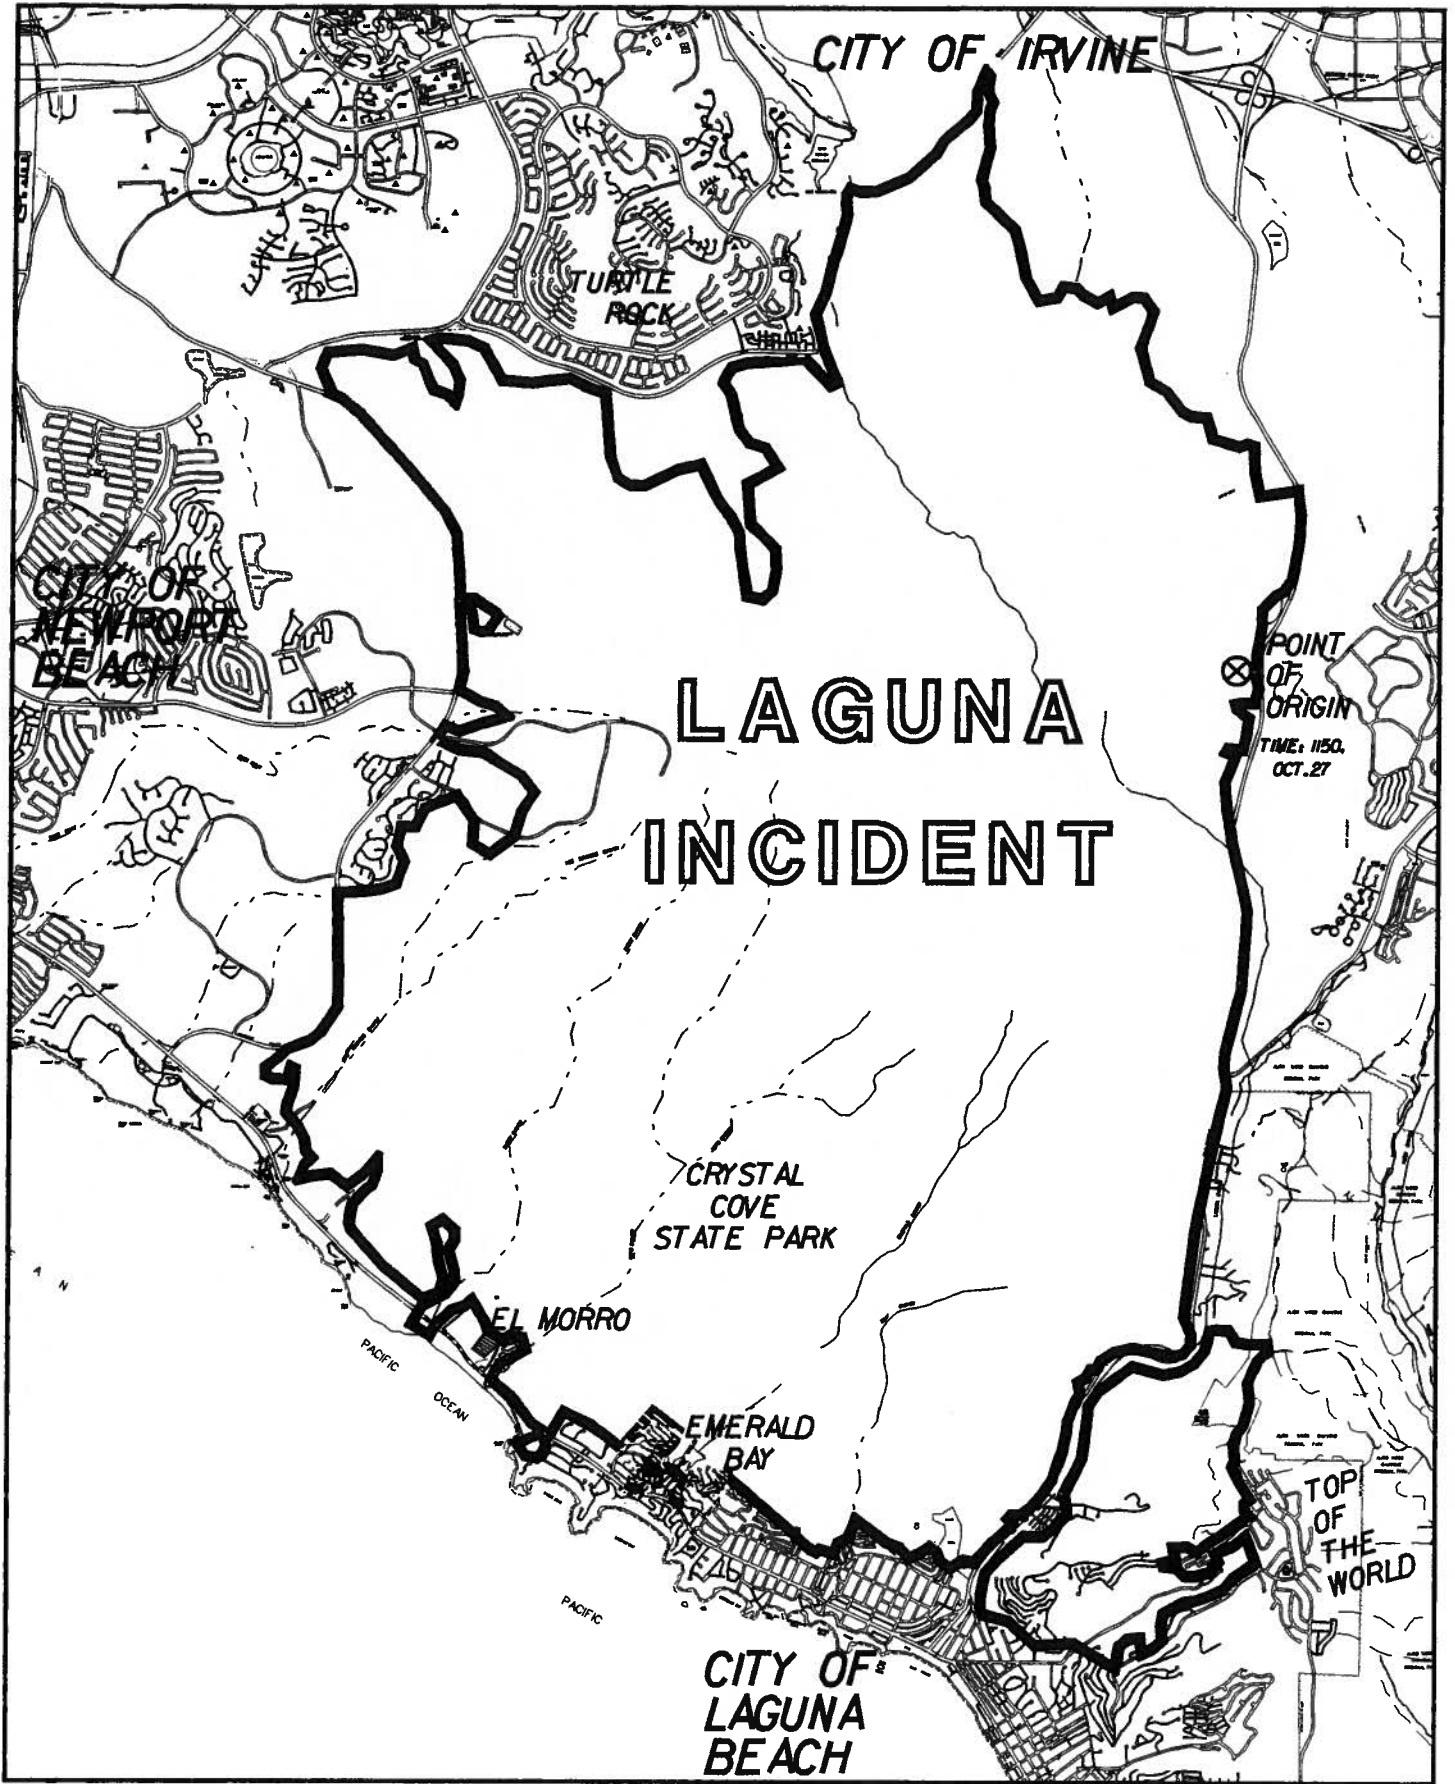 CITY OF IRVINE
TURTLE
ROCK
CITY OF
NEWPORT
BEACH
POINT
OF
ORIGIN
TIME: 1150,
OCT.27
LAGUNA
INCIDENT
CRYSTAL
COVE
STATE PARK
EL MORRO
PACIFIC
OCEAN
EMERALD
BAY
TOP
OF
THE
WORLD
PACIFIC
CITY OF
LAGUNA
BEACH
A N